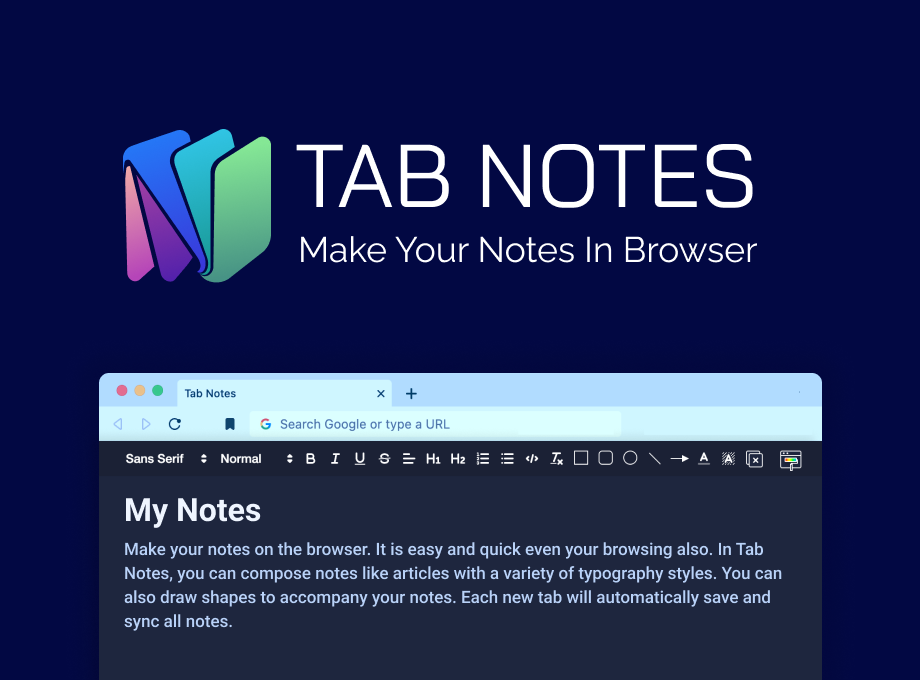 TAB NOTES
Make Your Notes In Browser
Tab Notes
Search Google or type a URL
Sans Serif Normal B I U S H1 H2 </> Tx A A
My Notes
Make your notes on the browser. It is easy and quick even your browsing also. In Tab
Notes, you can compose notes like articles with a variety of typography styles. You can
also draw shapes to accompany your notes. Each new tab will automatically save and
sync all notes.